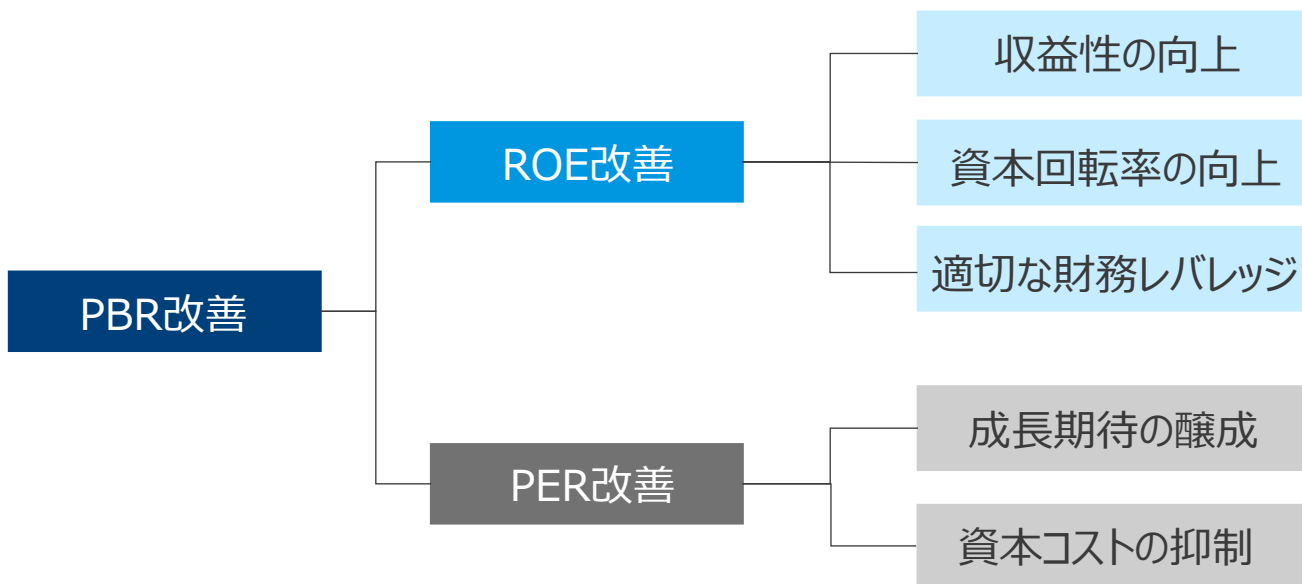 PBR改善
ROE改善
収益性の向上
資本回転率の向上
適切な財務レバレッジ
PER改善
成長期待の醸成
資本コストの抑制